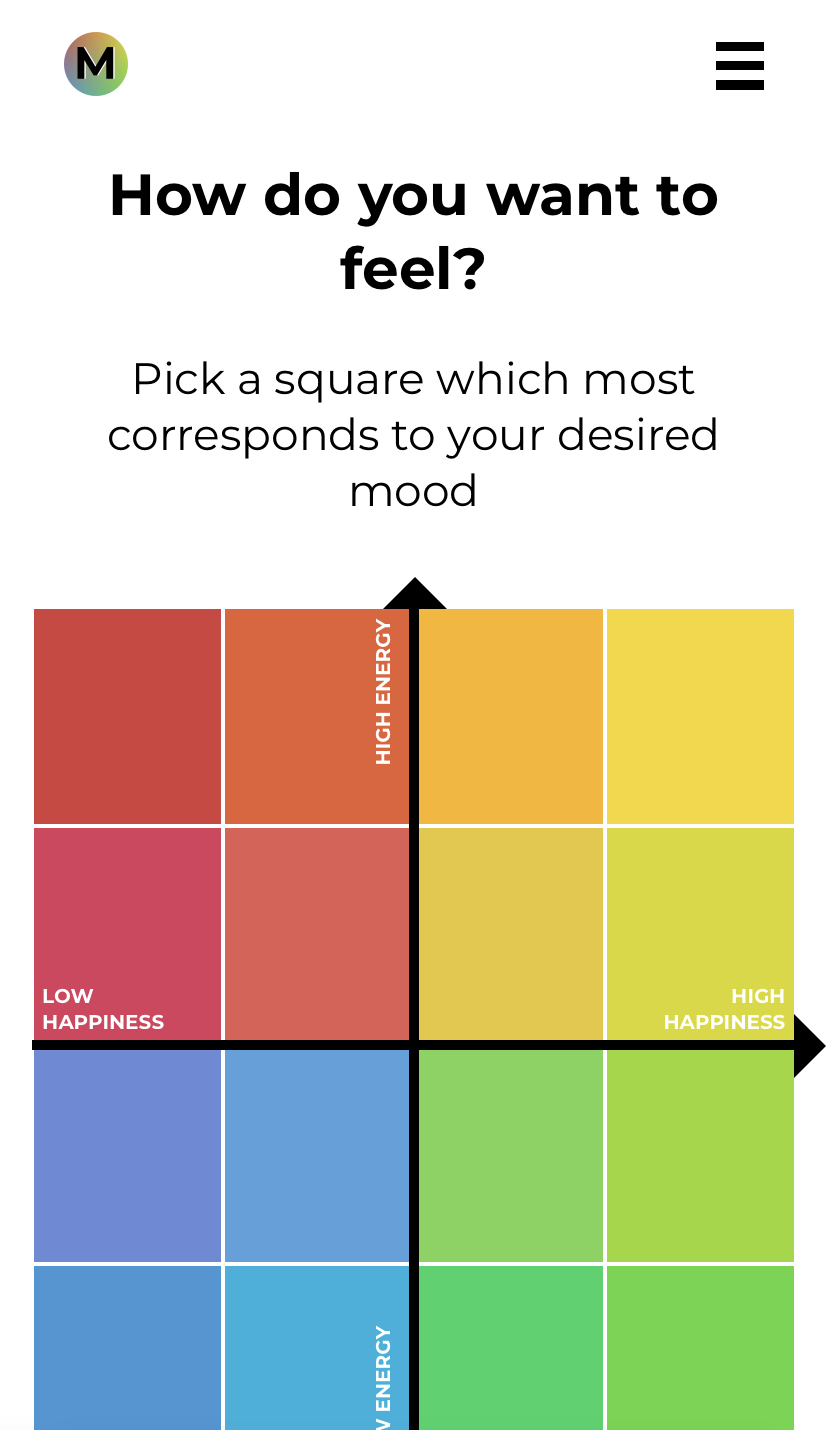 M
How do you want to
feel?
Pick a square which most
corresponds to your desired
mood
HIGH ENERGY
LOW
HAPPINESS
HIGH
HAPPINESS
ENERGY